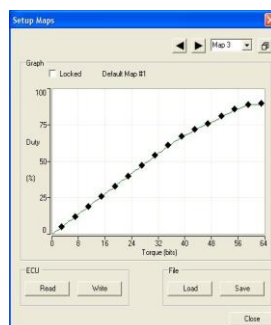 Setup Maps
Map 3
Graph
Locked Default Map #1
100
75
Duty
50
(%)
25
0
0 8 16 24 32 40 48 56 64
Torque (bits)
ECU
Read Write
File
Load Save
Close